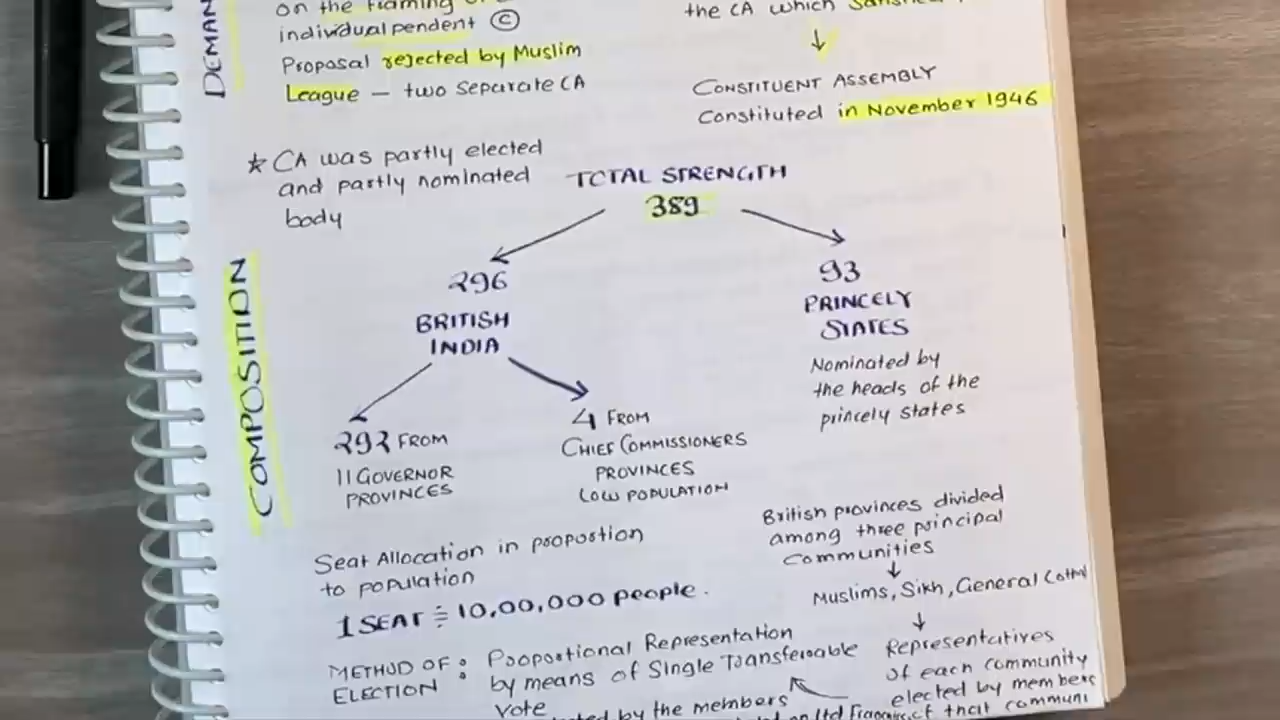 DEMAN
on the framing
individual pendent ©
Proposal rejected by Muslim
League — two separate CA
the CA which
↓
CONSTITUENT ASSEMBLY
Constituted in November 1946
★ CA was partly elected
and partly nominated
body
TOTAL STRENGTH
389
COMPOSITION
296
BRITISH
INDIA
93
PRINCELY
STATES
Nominated by
the heads of the
princely states
292 FROM
11 GOVERNOR
PROVINCES
4 FROM
CHIEF COMMISSIONERS
PROVINCES
LOW POPULATION
Seat Allocation in propostion
to population
1 SEAT ÷ 10,00,000 people.
British provinces divided
among three principal
Communities
↓
Muslims, Sikh, General
↓
Representatives
of each community
elected by members
of that communi
METHOD OF :
ELECTION :
Propostional Representation
by means of Single Transferable
Vote
by the members